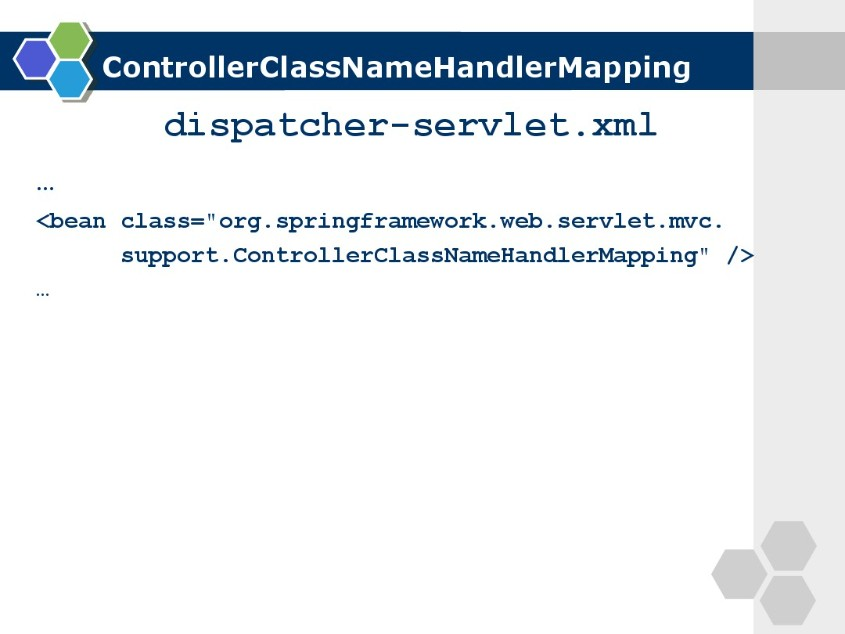 ControllerClassNameHandlerMapping
dispatcher-servlet.xml
…
<bean class="org.springframework.web.servlet.mvc.
support.ControllerClassNameHandlerMapping" />
…